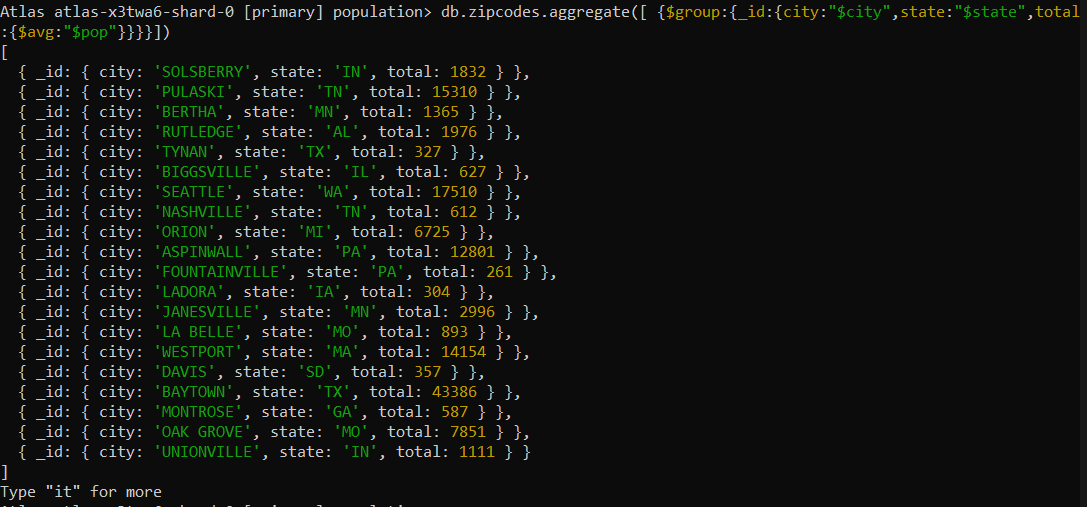 Atlas atlas-x3twa6-shard-0 [primary] population> db.zipcodes.aggregate([ {$group:{_id:{city:"$city",state:"$state",total
:{$avg:"$pop"}}}}])
[
  { _id: { city: 'SOLSBERRY', state: 'IN', total: 1832 } },
  { _id: { city: 'PULASKI', state: 'TN', total: 15310 } },
  { _id: { city: 'BERTHA', state: 'MN', total: 1365 } },
  { _id: { city: 'RUTLEDGE', state: 'AL', total: 1976 } },
  { _id: { city: 'TYNAN', state: 'TX', total: 327 } },
  { _id: { city: 'BIGGSVILLE', state: 'IL', total: 627 } },
  { _id: { city: 'SEATTLE', state: 'WA', total: 17510 } },
  { _id: { city: 'NASHVILLE', state: 'TN', total: 612 } },
  { _id: { city: 'ORION', state: 'MI', total: 6725 } },
  { _id: { city: 'ASPINWALL', state: 'PA', total: 12801 } },
  { _id: { city: 'FOUNTAINVILLE', state: 'PA', total: 261 } },
  { _id: { city: 'LADORA', state: 'IA', total: 304 } },
  { _id: { city: 'JANESVILLE', state: 'MN', total: 2996 } },
  { _id: { city: 'LA BELLE', state: 'MO', total: 893 } },
  { _id: { city: 'WESTPORT', state: 'MA', total: 14154 } },
  { _id: { city: 'DAVIS', state: 'SD', total: 357 } },
  { _id: { city: 'BAYTOWN', state: 'TX', total: 43386 } },
  { _id: { city: 'MONTROSE', state: 'GA', total: 587 } },
  { _id: { city: 'OAK GROVE', state: 'MO', total: 7851 } },
  { _id: { city: 'UNIONVILLE', state: 'IN', total: 1111 } }
]
Type "it" for more